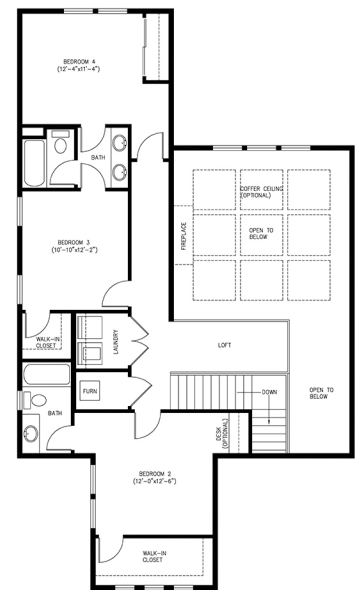 BEDROOM 4
(12'-4"x11'-4")
BATH
COFFER CEILING
(OPTIONAL)
FIREPLACE
OPEN TO
BELOW
BEDROOM 3
(10'-10"x12'-2")
WALK-IN
CLOSET
LAUNDRY
LOFT
FURN
DOWN
OPEN TO
BELOW
BATH
DESK
(OPTIONAL)
BEDROOM 2
(12'-0"x12'-6")
WALK-IN
CLOSET